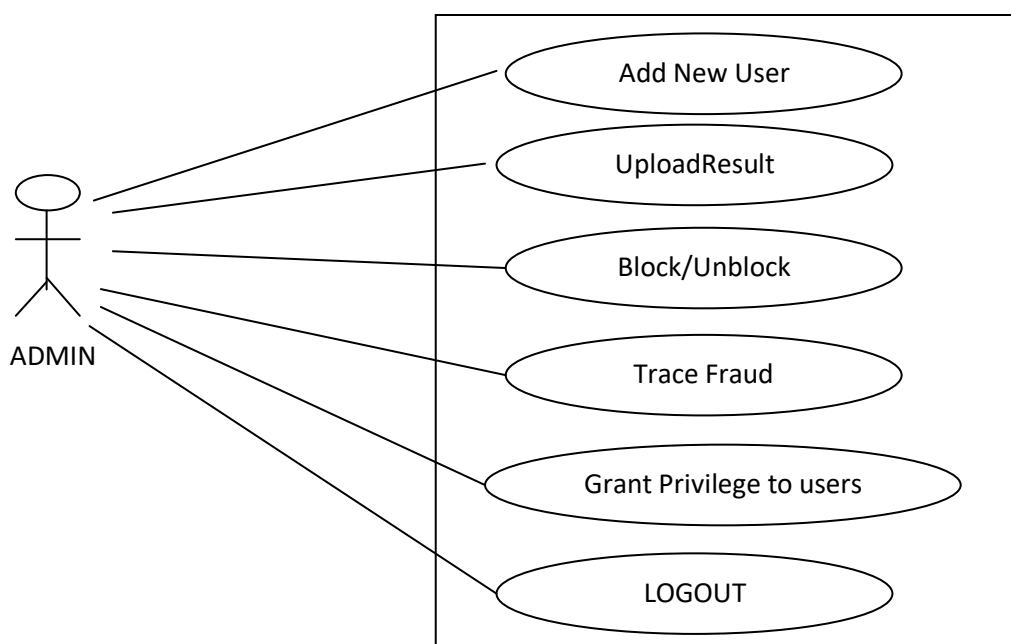 Add New User
UploadResult
Block/Unblock
ADMIN
Trace Fraud
Grant Privilege to users
LOGOUT